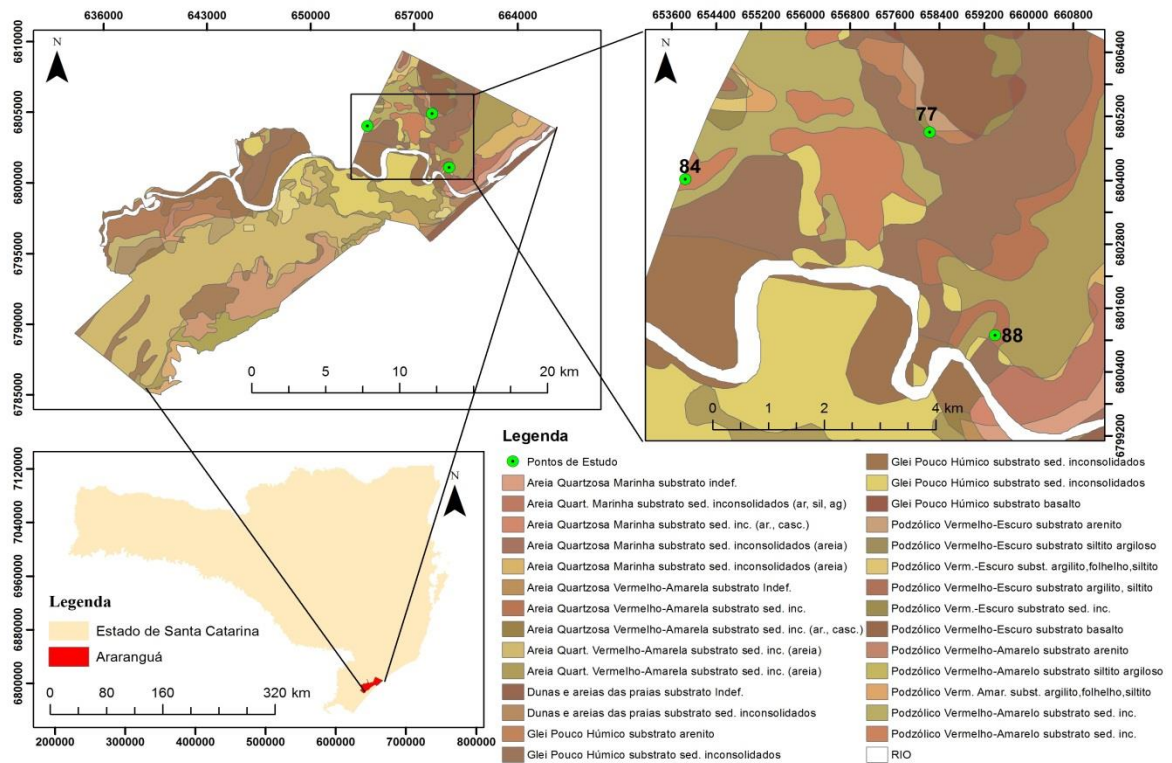 636000 643000 650000 657000 664000
6810000
6805000
6800000
6795000
6790000
6785000
N
0 5 10 15 20 km
653600 654400 655200 656000 656800 657600 658400 659200 660000 660800
6806400
6805200
6804000
6802800
6801600
6800400
6799200
N
77
84
88
0 1 2 4 km
7120000
7040000
6960000
6880000
6800000
N
Legenda
Estado de Santa Catarina
Araranguá
0 40 80 160 320 km
200000 300000 400000 500000 600000 700000 800000
Legenda
Pontos de Estudo
Areia Quartzosa Marinha substrato indef.
Areia Quart. Marinha substrato sed. inconsolidados (ar, sil, ag)
Areia Quartzosa Marinha substrato sed. inc. (ar., casc.)
Areia Quartzosa Marinha substrato sed. inconsolidados (areia)
Areia Quartzosa Marinha substrato sed. inconsolidados (areia)
Areia Quartzosa Vermelho-Amarela substrato Indef.
Areia Quartzosa Vermelho-Amarela substrato sed. inc.
Areia Quartzosa Vermelho-Amarela substrato sed. inc. (ar., casc.)
Areia Quart. Vermelho-Amarela substrato sed. inc. (areia)
Areia Quart. Vermelho-Amarela substrato sed. inc. (areia)
Dunas e areias das praias substrato Indef.
Dunas e areias das praias substrato sed. inconsolidados
Glei Pouco Húmico substrato arenito
Glei Pouco Húmico substrato sed. inconsolidados
Glei Pouco Húmico substrato sed. inconsolidados
Glei Pouco Húmico substrato sed. inconsolidados
Glei Pouco Húmico substrato basalto
Podzólico Vermelho-Escuro substrato arenito
Podzólico Vermelho-Escuro substrato siltito argiloso
Podzólico Verm.-Escuro subst. argilito,folhelho,siltito
Podzólico Vermelho-Escuro substrato argilito, siltito
Podzólico Verm.-Escuro substrato sed. inc.
Podzólico Vermelho-Escuro substrato basalto
Podzólico Vermelho-Amarelo substrato arenito
Podzólico Vermelho-Amarelo substrato siltito argiloso
Podzólico Verm. Amar. subst. argilito,folhelho,siltito
Podzólico Vermelho-Amarelo substrato sed. inc.
Podzólico Vermelho-Amarelo substrato sed. inc.
RIO